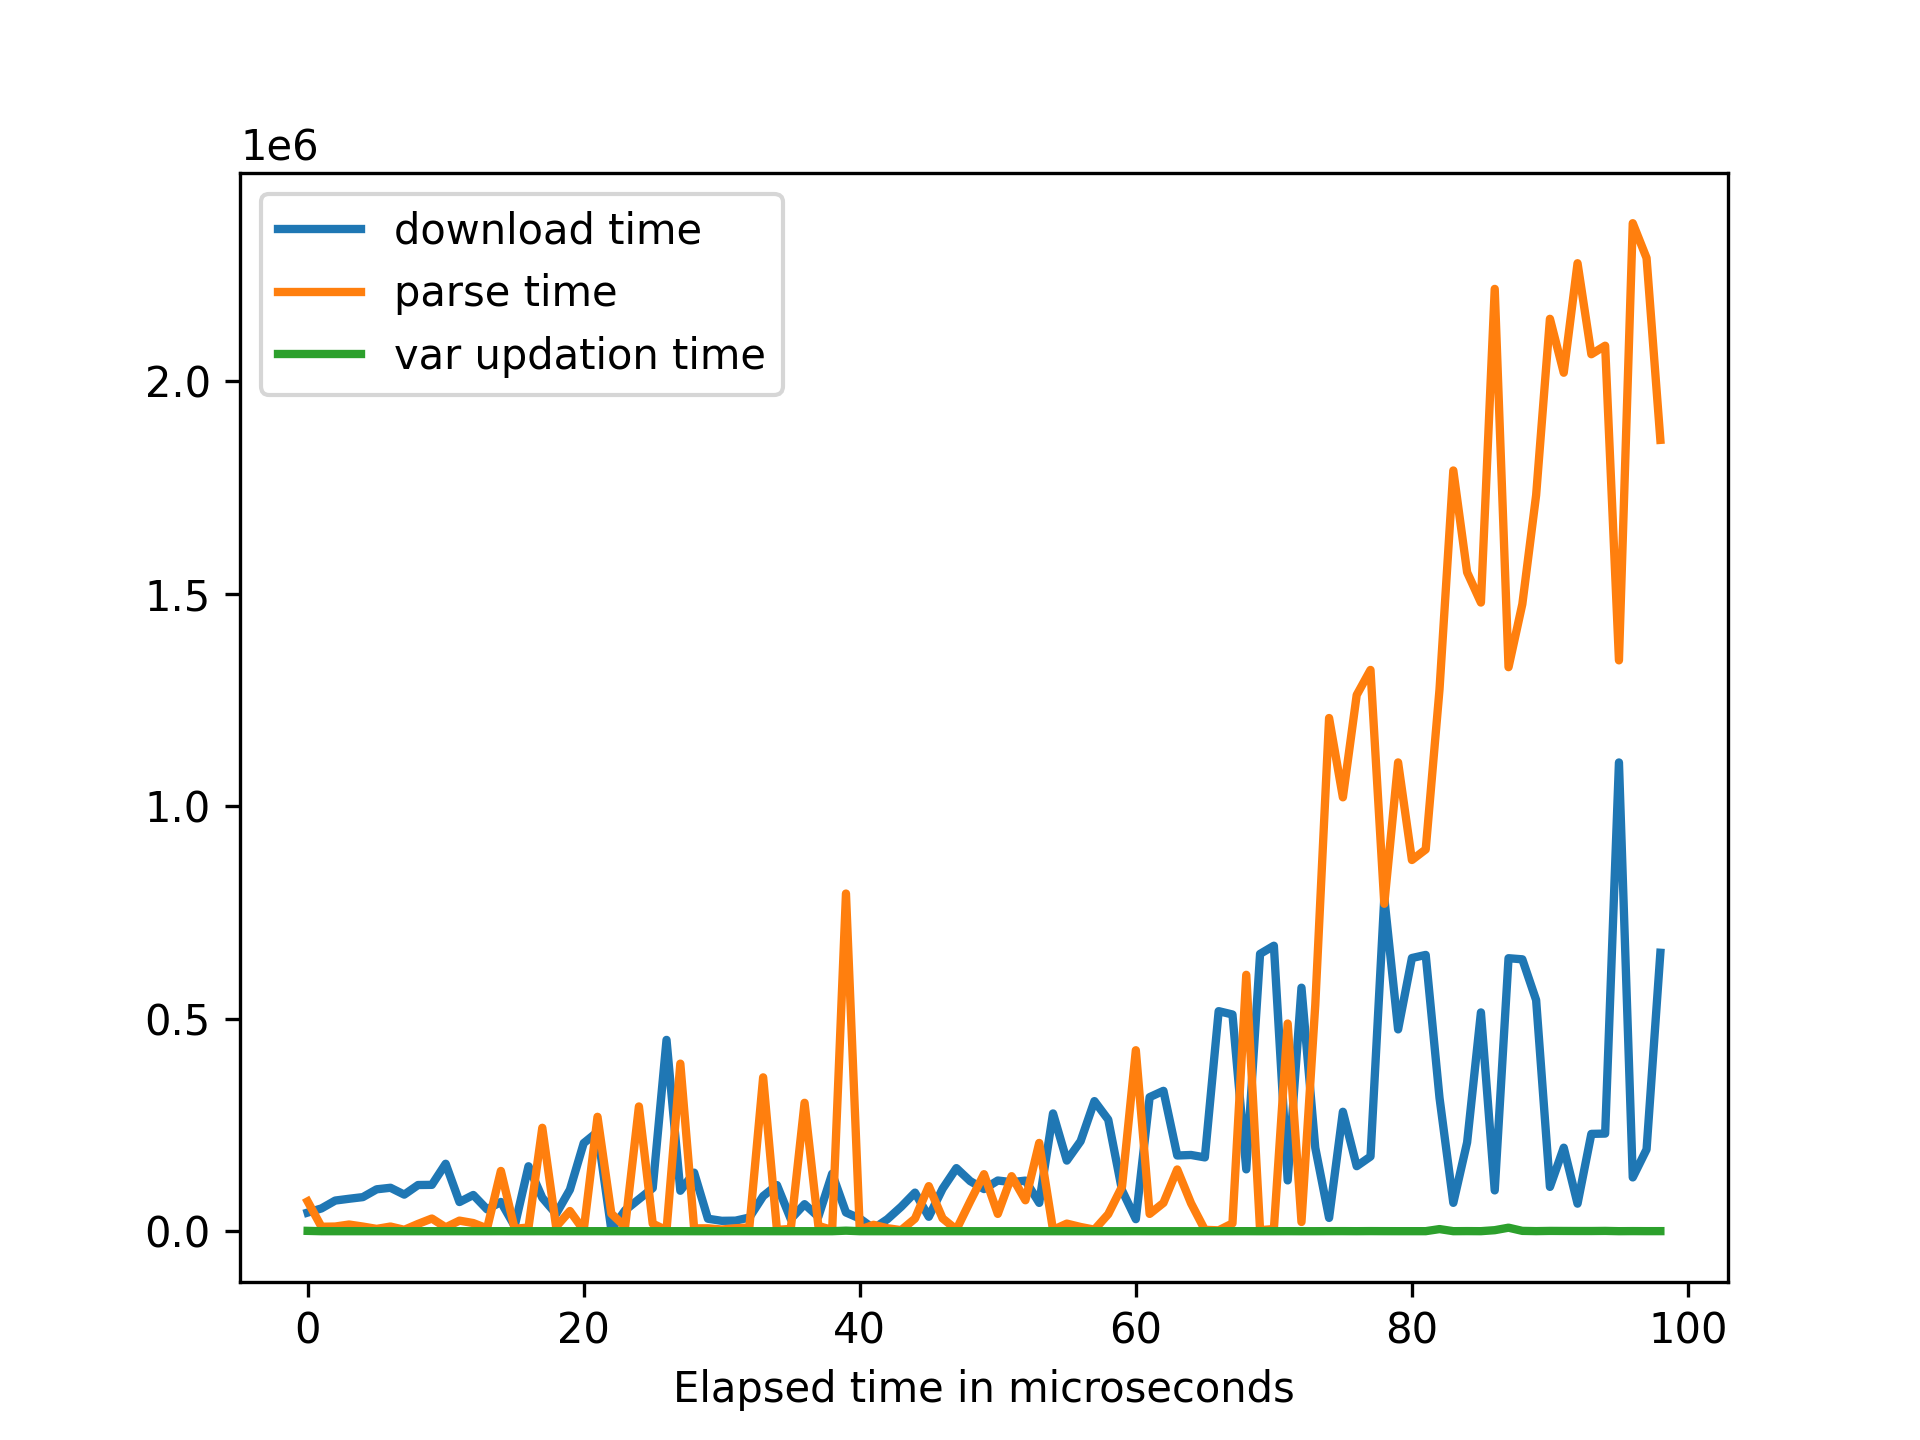 1e6
download time
parse time
var updation time
2.0
1.5
1.0
0.5
0.0
0 20 40 60 80 100
Elapsed time in microseconds